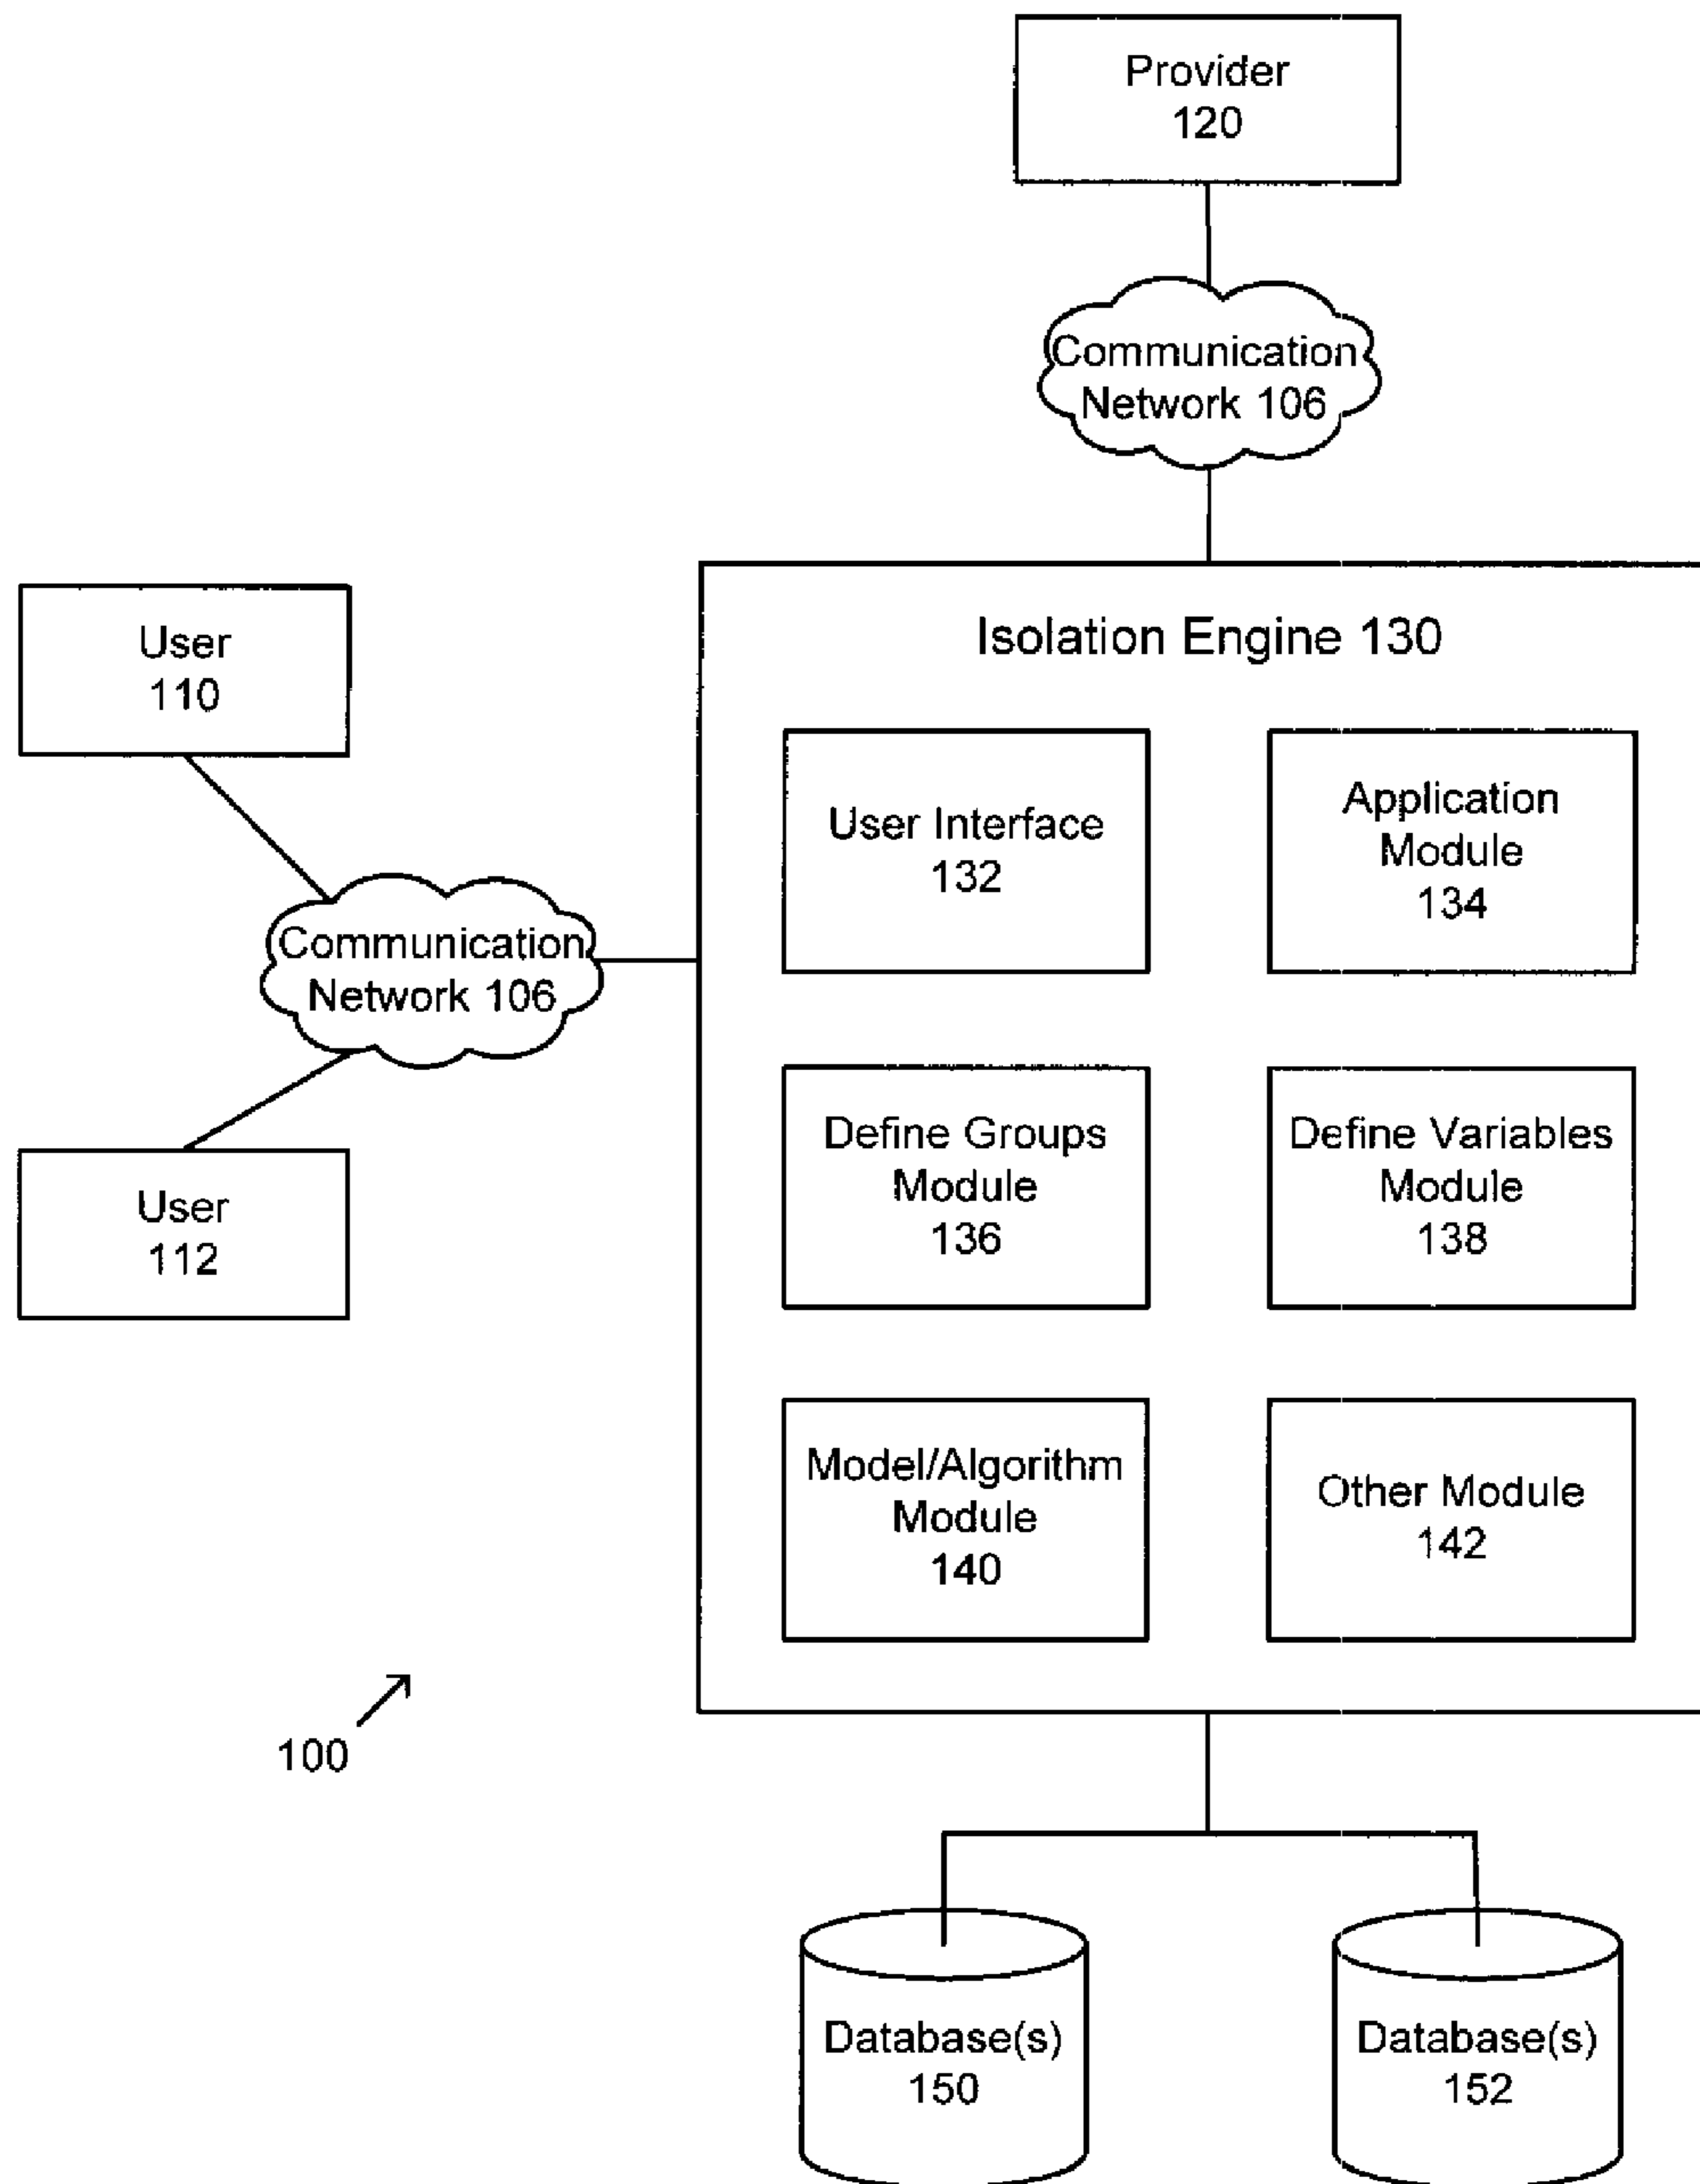 Provider
120
Communication
Network 106
Isolation Engine 130
User
110
User Interface
132
Application
Module
134
Communication
Network 106
Define Groups
Module
136
Define Variables
Module
138
User
112
Model/Algorithm
Module
140
Other Module
142
100
Database(s)
150
Database(s)
152